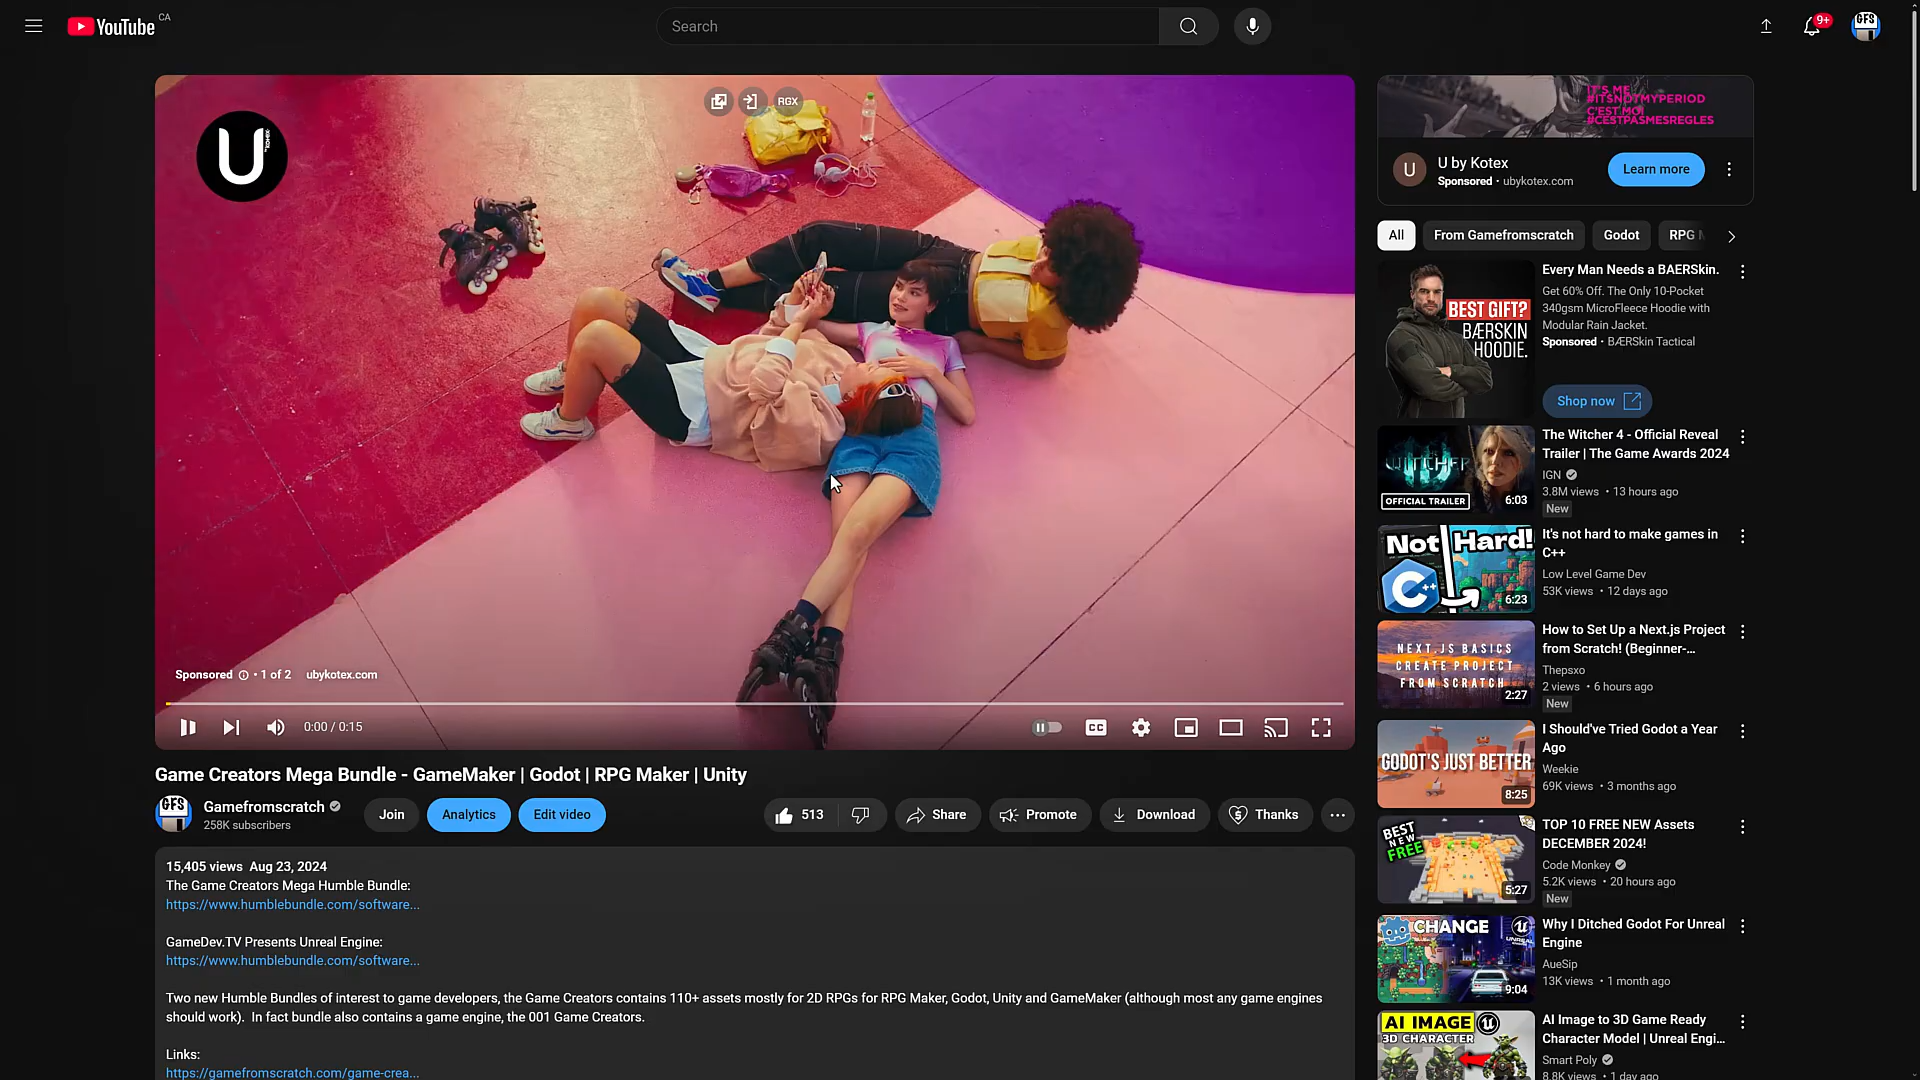 YouTube CA
Search
9+
GFS
U
by KOTEX
RGX
Sponsored • 1 of 2 ubykotex.com
0:00 / 0:15
CC
Game Creators Mega Bundle - GameMaker | Godot | RPG Maker | Unity
GFS
Gamefromscratch
258K subscribers
Join
Analytics
Edit video
513
Share
Promote
Download
Thanks
15,405 views Aug 23, 2024
The Game Creators Mega Humble Bundle:
https://www.humblebundle.com/software...
GameDev.TV Presents Unreal Engine:
https://www.humblebundle.com/software...
Two new Humble Bundles of interest to game developers, the Game Creators contains 110+ assets mostly for 2D RPGs for RPG Maker, Godot, Unity and GameMaker (although most any game engines
should work). In fact bundle also contains a game engine, the 001 Game Creators.
Links:
https://gamefromscratch.com/game-crea...
IT'S ME
#ITSNOTMYPERIOD
C'EST MOI
#CESTPASMESREGLES
U
U by Kotex
Sponsored • ubykotex.com
Learn more
All
From Gamefromscratch
Godot
RPG M
BEST GIFT?
BÆRSKIN
HOODIE.
Every Man Needs a BAERSkin.
Get 60% Off. The Only 10-Pocket
340gsm MicroFleece Hoodie with
Modular Rain Jacket.
Sponsored • BÆRSkin Tactical
Shop now
WITCHER
OFFICIAL TRAILER
6:03
The Witcher 4 - Official Reveal
Trailer | The Game Awards 2024
IGN
3.8M views • 13 hours ago
New
Not Hard!
C++
6:23
It's not hard to make games in
C++
Low Level Game Dev
53K views • 12 days ago
NEXT.JS BASICS
CREATE PROJECT
FROM SCRATCH
2:27
How to Set Up a Next.js Project
from Scratch! (Beginner-...
Thepsxo
2 views • 6 hours ago
New
GODOT'S JUST BETTER
8:25
I Should've Tried Godot a Year
Ago
Weekie
69K views • 3 months ago
BEST
NEW
FREE
5:27
TOP 10 FREE NEW Assets
DECEMBER 2024!
Code Monkey
5.2K views • 20 hours ago
New
CHANGE
UNREAL
9:04
Why I Ditched Godot For Unreal
Engine
AueSip
13K views • 1 month ago
AI IMAGE
3D CHARACTER
AI Image to 3D Game Ready
Character Model | Unreal Engi...
Smart Poly
8.8K views • 1 day ago